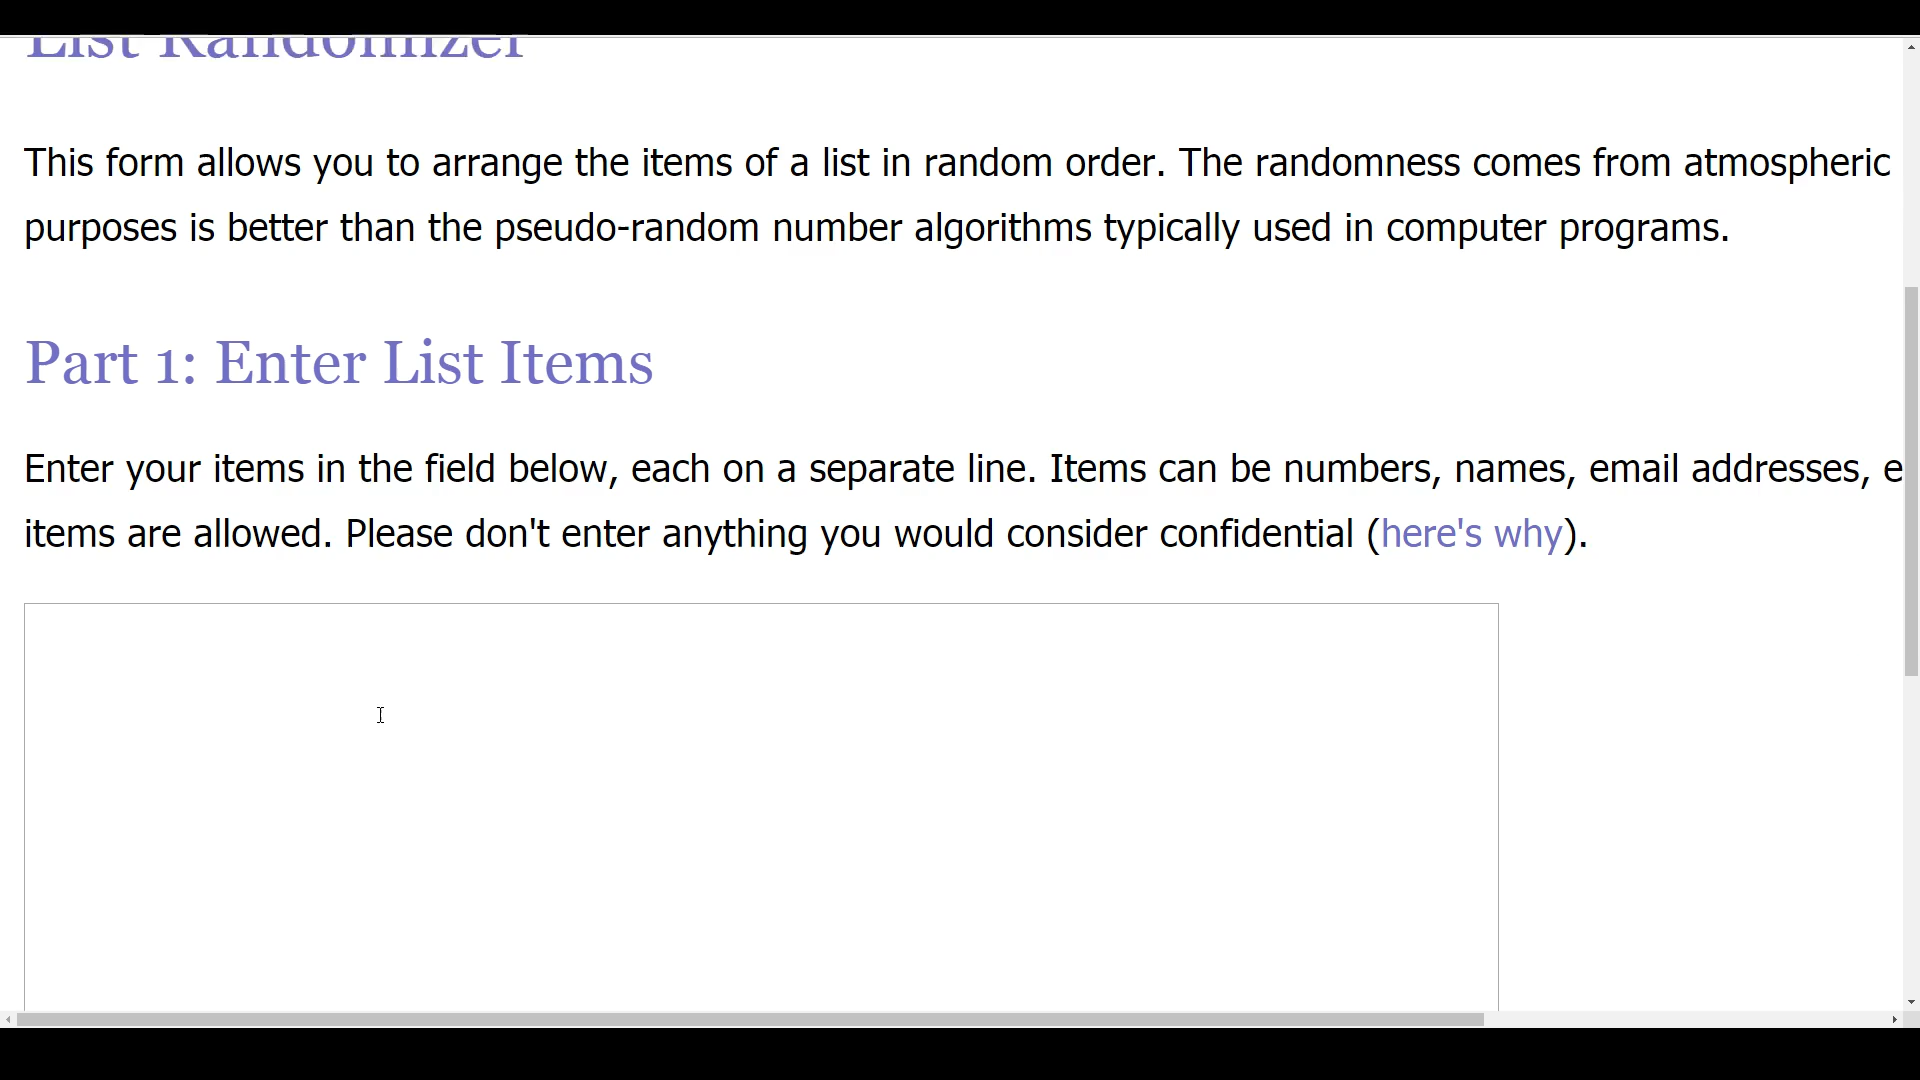 List Randomizer
This form allows you to arrange the items of a list in random order. The randomness comes from atmospheric
purposes is better than the pseudo-random number algorithms typically used in computer programs.
Part 1: Enter List Items
Enter your items in the field below, each on a separate line. Items can be numbers, names, email addresses, e
items are allowed. Please don't enter anything you would consider confidential (here's why).